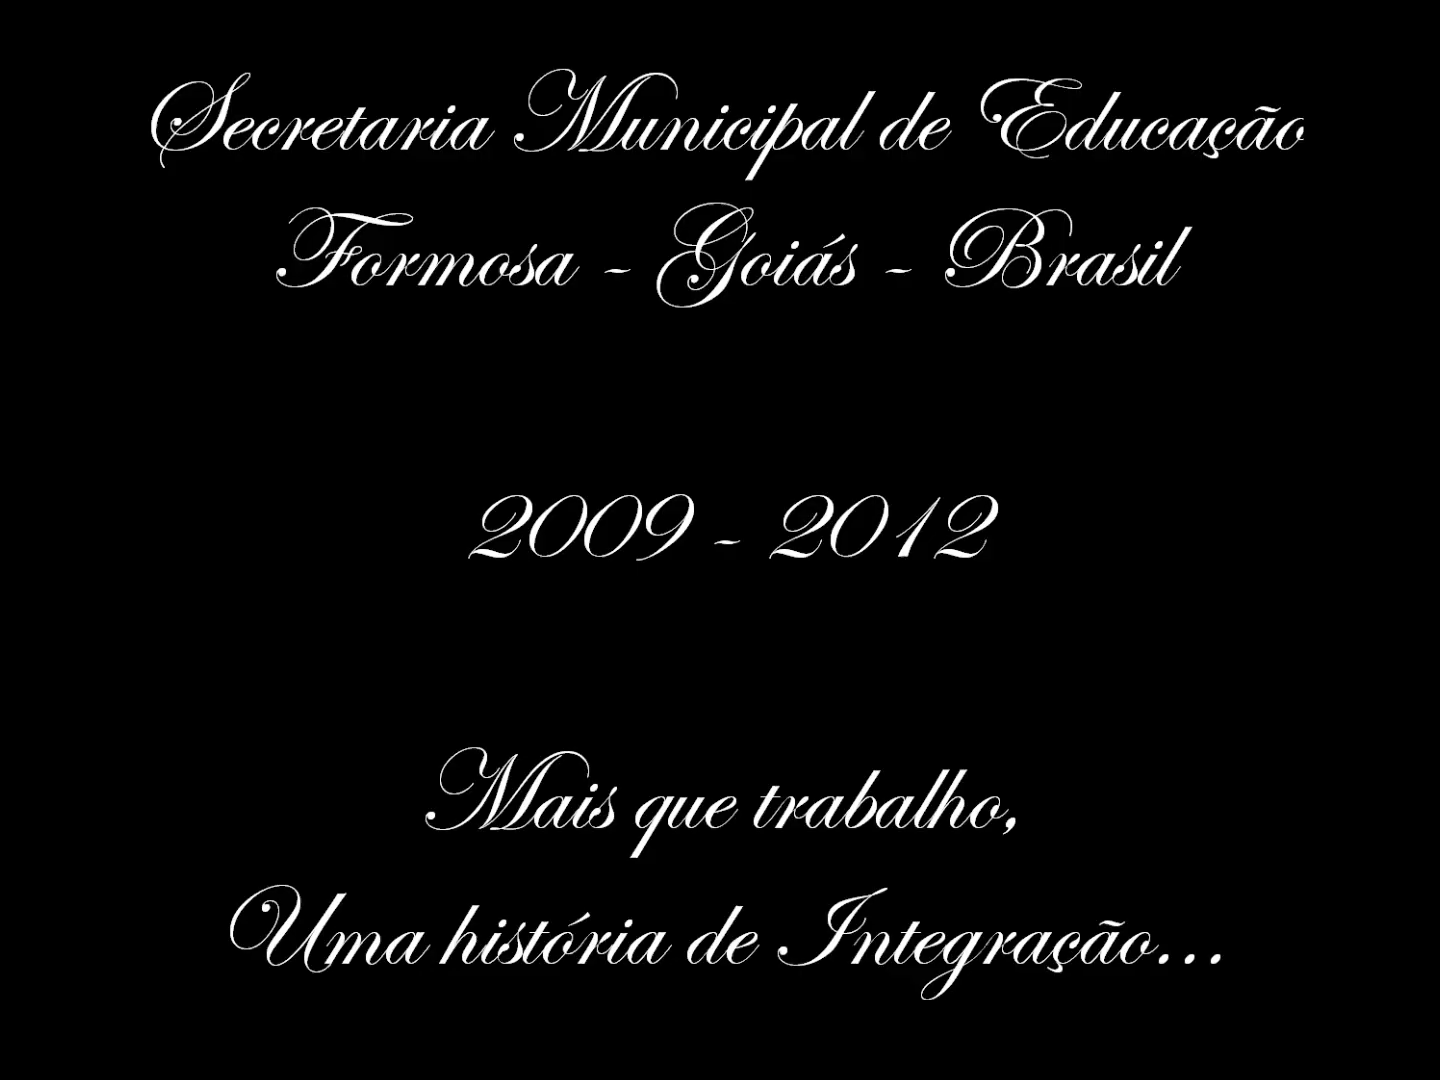 Secretaria Municipal de Educação
Formosa - Goiás - Brasil
2009 - 2012
Mais que trabalho,
Uma história de Integração...